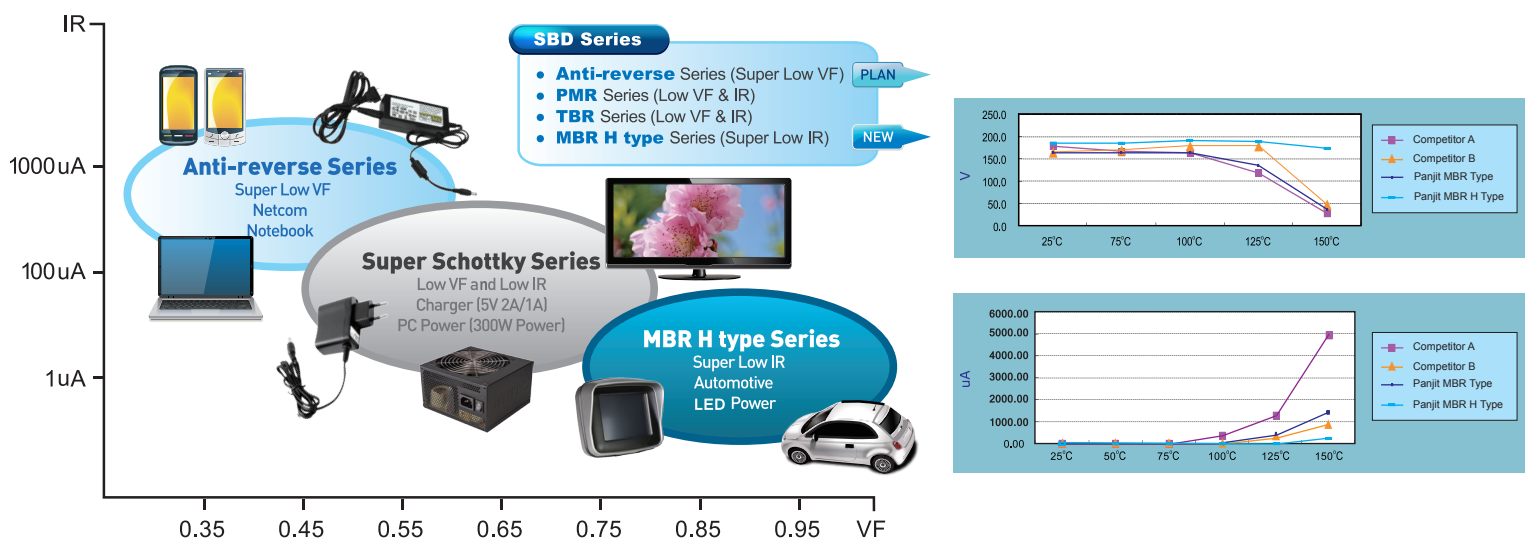 IR
1000uA
100uA
1uA
0.35 0.45 0.55 0.65 0.75 0.85 0.95 VF
SBD Series
• Anti-reverse Series (Super Low VF) PLAN
• PMR Series (Low VF & IR)
• TBR Series (Low VF & IR)
• MBR H type Series (Super Low IR) NEW
Anti-reverse Series
Super Low VF
Netcom
Notebook
Super Schottky Series
Low VF and Low IR
Charger (5V 2A/1A)
PC Power (300W Power)
MBR H type Series
Super Low IR
Automotive
LED Power
250.0
200.0
150.0
100.0
50.0
0.0
V
25°C 75°C 100°C 125°C 150°C
Competitor A
Competitor B
Panjit MBR Type
Panjit MBR H Type
6000.00
5000.00
4000.00
3000.00
2000.00
1000.00
0.00
uA
25°C 50°C 75°C 100°C 125°C 150°C
Competitor A
Competitor B
Panjit MBR Type
Panjit MBR H Type